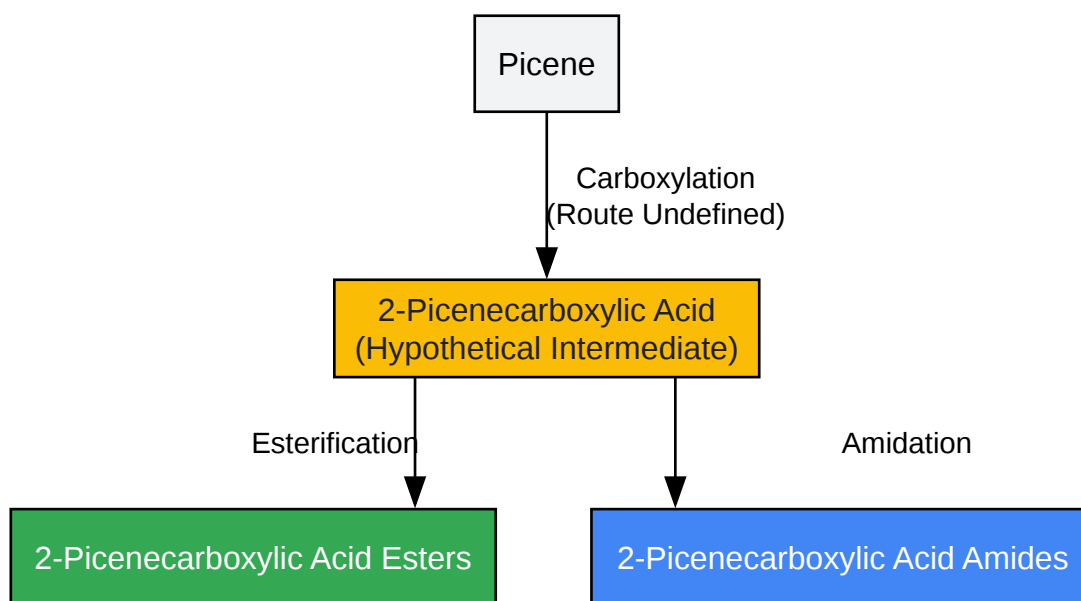 Picene
Carboxylation
(Route Undefined)
2-Picenecarboxylic Acid
(Hypothetical Intermediate)
Esterification
Amidation
2-Picenecarboxylic Acid Esters
2-Picenecarboxylic Acid Amides